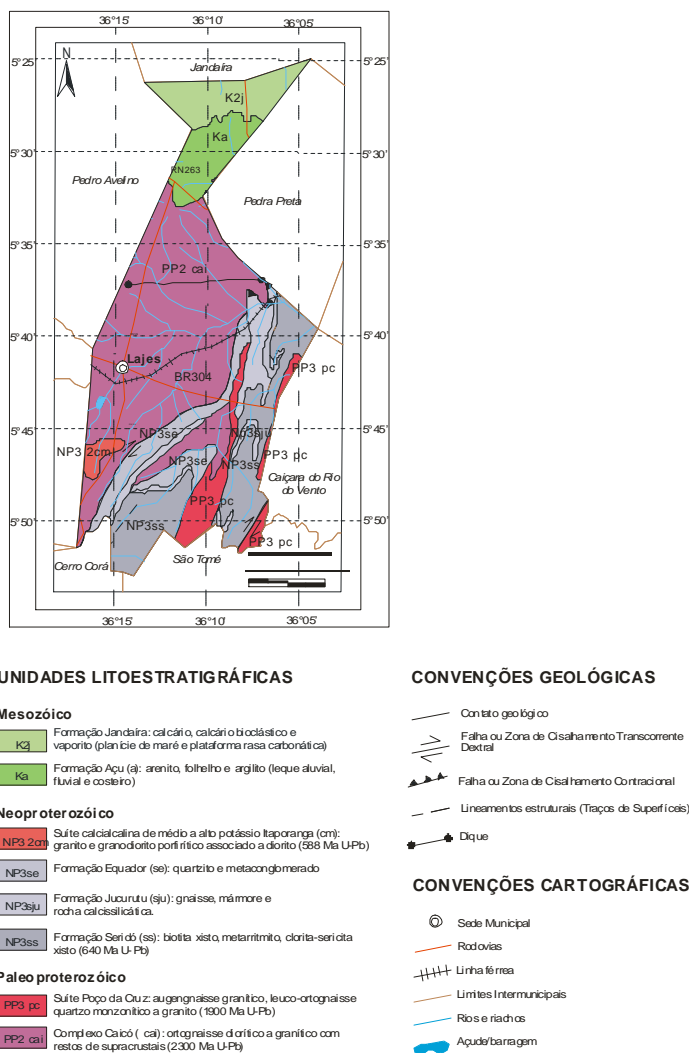 36°15' 36°10' 36°05'
N
5°25' Jandaíra 5°25'
K2j
Ka
5°30' 5°30'
RN263
Pedro Avelino
Pedra Preta
5°35' 5°35'
PP2 cai
5°40' 5°40'
Lajes
PP3 pc
BR304
5°45' NP3se Np3sju 5°45'
NP3 2cm
PP3 pc
NP3se NP3ss
Caiçara do Rio
do Vento
PP3 pc
5°50' NP3ss 5°50'
PP3 pc
São Tomé
Cerro Corá
36°15' 36°10' 36°05'
UNIDADES LITOESTRATIGRÁFICAS
Mesozóico
K2j Formação Jandaíra: calcário, calcário bioclástico e
vaporito (planície de maré e plataforma rasa carbonática)
Ka Formação Açu (a): arenito, folhelho e argilito (leque aluvial,
fluvial e costeiro)
Neoproterozóico
NP3 2cm Suíte calcialcalina de médio a alto potássio Itaporanga (cm):
granito e granodiorito porfirítico associado a diorito (588 Ma U-Pb)
NP3se Formação Equador (se): quartzito e metaconglomerado
NP3sju Formação Jucurutu (sju): gnaisse, mármore e
rocha calcissilicática.
NP3ss Formação Seridó (ss): biotita xisto, metarritmito, clorita-sericita
xisto (640 Ma U-Pb)
Paleoproterozóico
PP3 pc Suíte Poço da Cruz: augengnaisse granítico, leuco-ortognaisse
quartzo monzonítico a granito (1900 Ma U-Pb)
PP2 cai Complexo Caicó ( cai): ortognaisse diorítico a granítico com
restos de supracrustais (2300 Ma U-Pb)
CONVENÇÕES GEOLÓGICAS
Contato geológico
Falha ou Zona de Cisalhamento Transcorrente
Dextral
Falha ou Zona de Cisalhamento Contracional
Lineamentos estruturais (Traços de Superfícies)
Dique
CONVENÇÕES CARTOGRÁFICAS
Sede Municipal
Rodovias
Linha férrea
Limites Intermunicipais
Rios e riachos
Açude/barragem